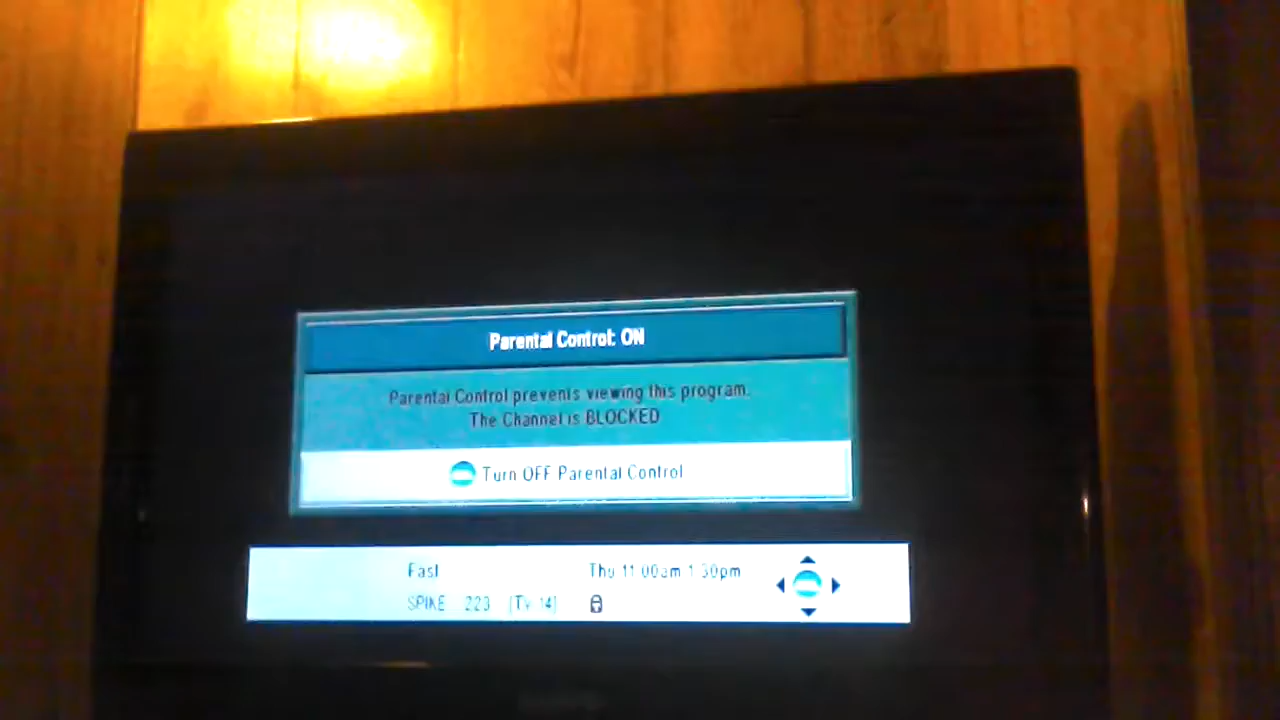 Parental Control: ON
Parental Control prevents viewing this program.
The Channel is BLOCKED
Turn OFF Parental Control
Fast Thu 11:00am 1:30pm
SPIKE 223 [TV 14]